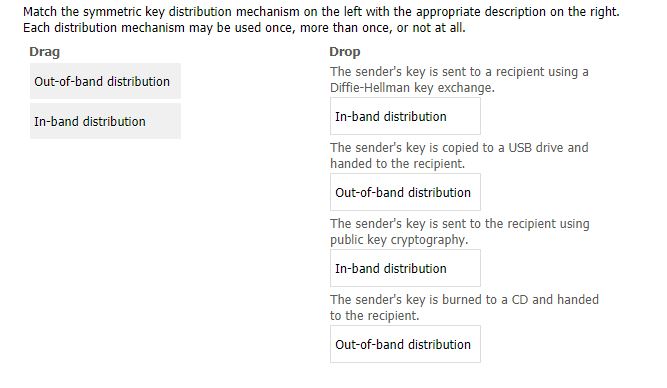 Match the symmetric key distribution mechanism on the left with the appropriate description on the right.
Each distribution mechanism may be used once, more than once, or not at all.
Drag
Out-of-band distribution
In-band distribution
Drop
The sender's key is sent to a recipient using a
Diffie-Hellman key exchange.
In-band distribution
The sender's key is copied to a USB drive and
handed to the recipient.
Out-of-band distribution
The sender's key is sent to the recipient using
public key cryptography.
In-band distribution
The sender's key is burned to a CD and handed
to the recipient.
Out-of-band distribution